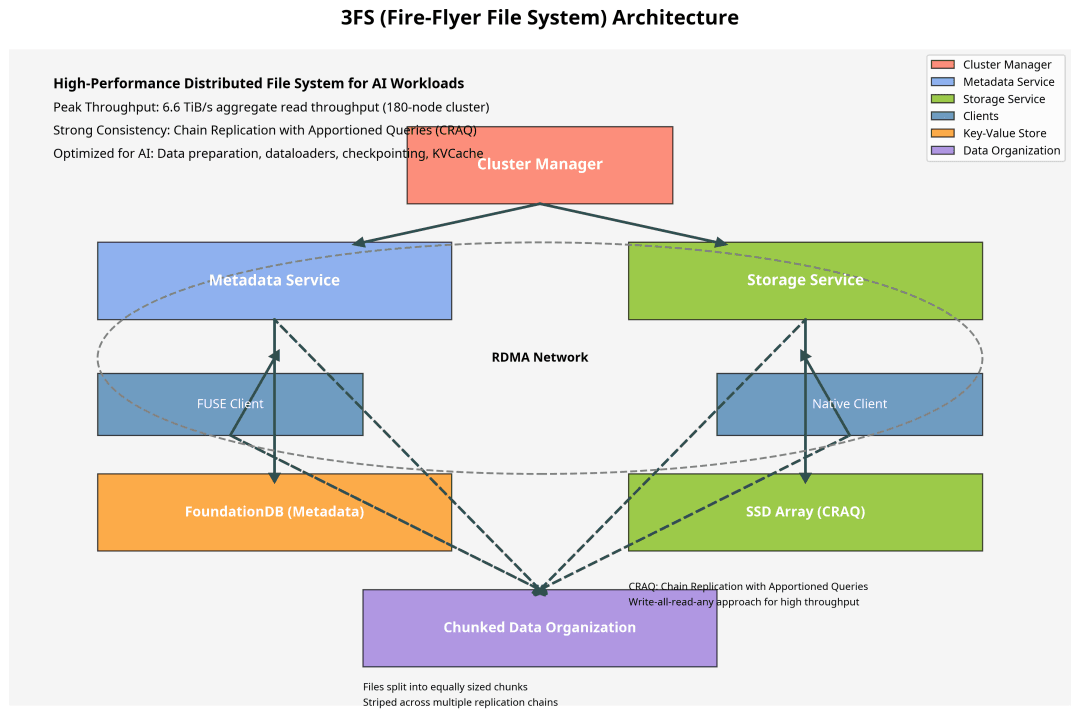 3FS (Fire-Flyer File System) Architecture
High-Performance Distributed File System for AI Workloads
Peak Throughput: 6.6 TiB/s aggregate read throughput (180-node cluster)
Strong Consistency: Chain Replication with Apportioned Queries (CRAQ)
Optimized for AI: Data preparation, dataloaders, checkpointing, KVCache
Cluster Manager
Metadata Service
Storage Service
Clients
Key-Value Store
Data Organization
Cluster Manager
Metadata Service
Storage Service
RDMA Network
FUSE Client
Native Client
FoundationDB (Metadata)
SSD Array (CRAQ)
CRAQ: Chain Replication with Apportioned Queries
Write-all-read-any approach for high throughput
Chunked Data Organization
Files split into equally sized chunks
Striped across multiple replication chains